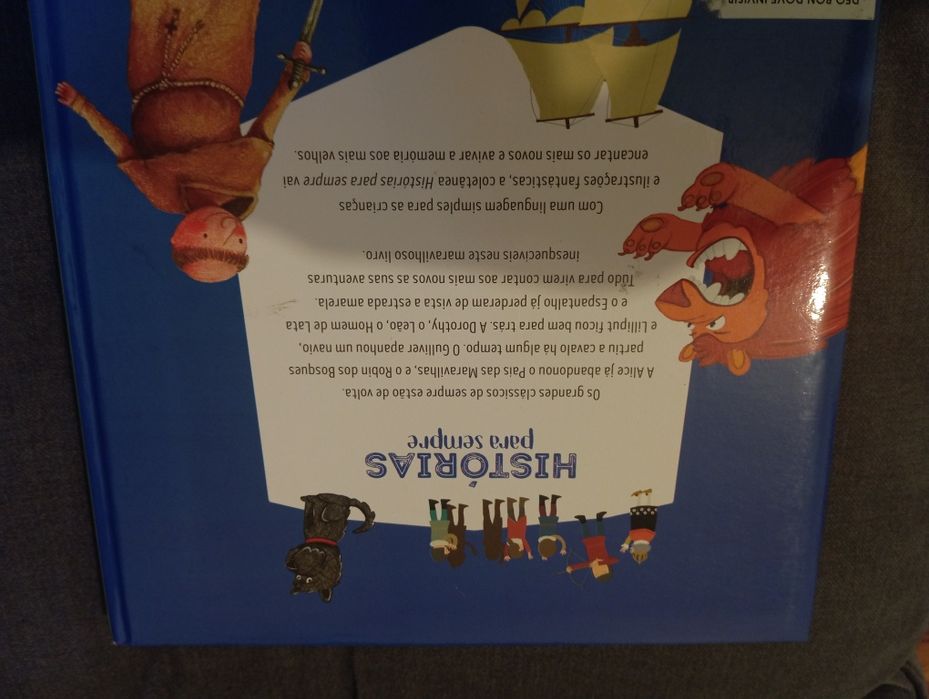 HISTÓRIAS
para sempre
Os grandes clássicos de sempre estão de volta.
A Alice já abandonou o País das Maravilhas, e o Robin dos Bosques
partiu a cavalo há algum tempo. O Gulliver apanhou um navio,
e Lilliput ficou bem para trás. A Dorothy, o Leão, o Homem de Lata
e o Espantalho já perderam de vista a estrada amarela.
Tudo para virem contar aos mais novos as suas aventuras
inesquecíveis neste maravilhoso livro.
Com uma linguagem simples para as crianças
e ilustrações fantásticas, a coletânea Histórias para sempre vai
encantar os mais novos e avivar a memória aos mais velhos.